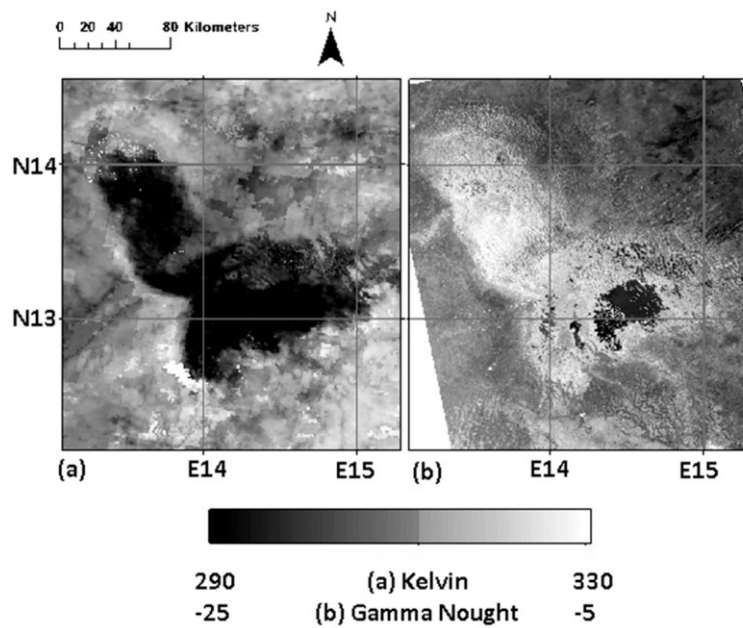 N
0 20 40 80 Kilometers
N14
N13
(a) E14 E15 (b) E14 E15
290 (a) Kelvin 330
-25 (b) Gamma Nought -5